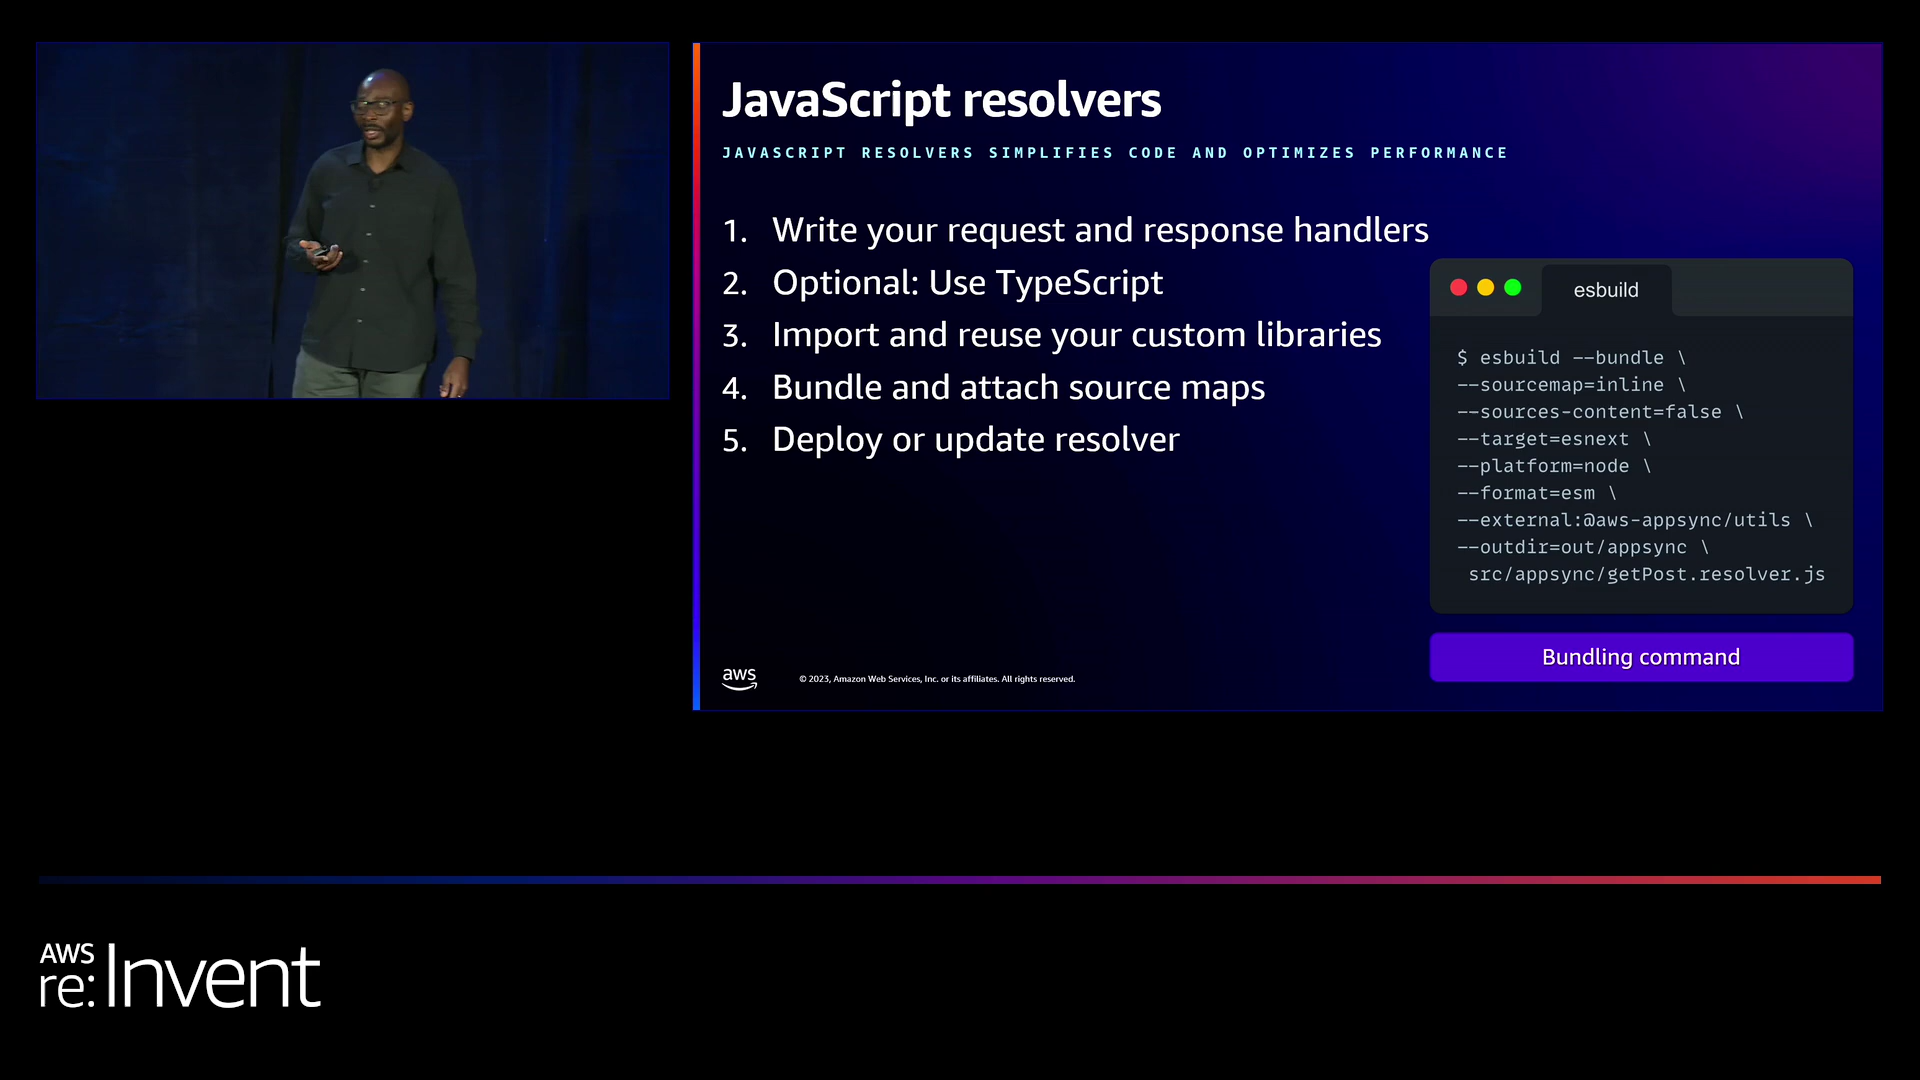 JavaScript resolvers
JAVASCRIPT RESOLVERS SIMPLIFIES CODE AND OPTIMIZES PERFORMANCE
1. Write your request and response handlers
2. Optional: Use TypeScript
3. Import and reuse your custom libraries
4. Bundle and attach source maps
5. Deploy or update resolver
esbuild
$ esbuild --bundle \
--sourcemap=inline \
--sources-content=false \
--target=esnext \
--platform=node \
--format=esm \
--external:@aws-appsync/utils \
--outdir=out/appsync \
src/appsync/getPost.resolver.js
Bundling command
aws
© 2023, Amazon Web Services, Inc. or its affiliates. All rights reserved.
AWS
re:Invent